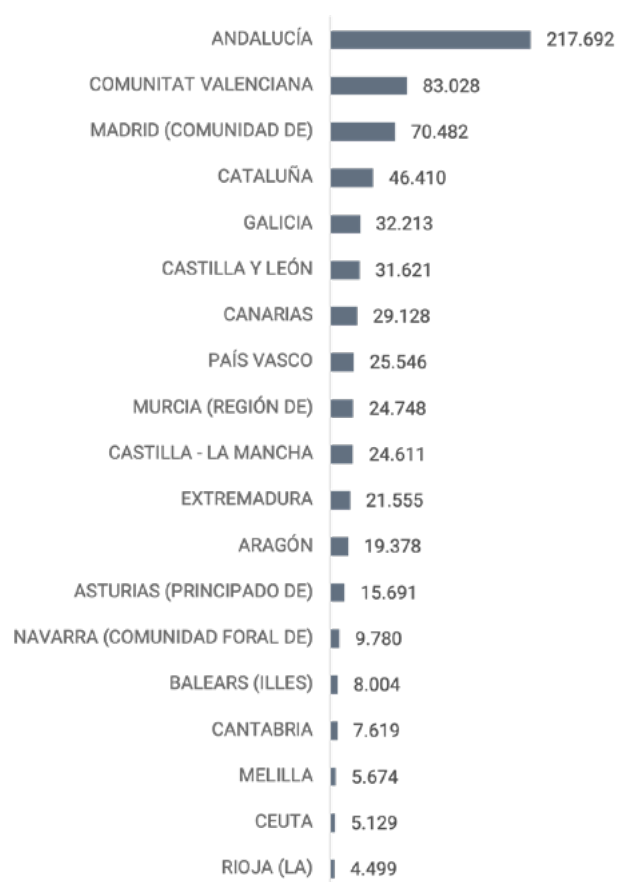 ANDALUCÍA 217.692
COMUNITAT VALENCIANA 83.028
MADRID (COMUNIDAD DE) 70.482
CATALUÑA 46.410
GALICIA 32.213
CASTILLA Y LEÓN 31.621
CANARIAS 29.128
PAÍS VASCO 25.546
MURCIA (REGIÓN DE) 24.748
CASTILLA - LA MANCHA 24.611
EXTREMADURA 21.555
ARAGÓN 19.378
ASTURIAS (PRINCIPADO DE) 15.691
NAVARRA (COMUNIDAD FORAL DE) 9.780
BALEARS (ILLES) 8.004
CANTABRIA 7.619
MELILLA 5.674
CEUTA 5.129
RIOJA (LA) 4.499